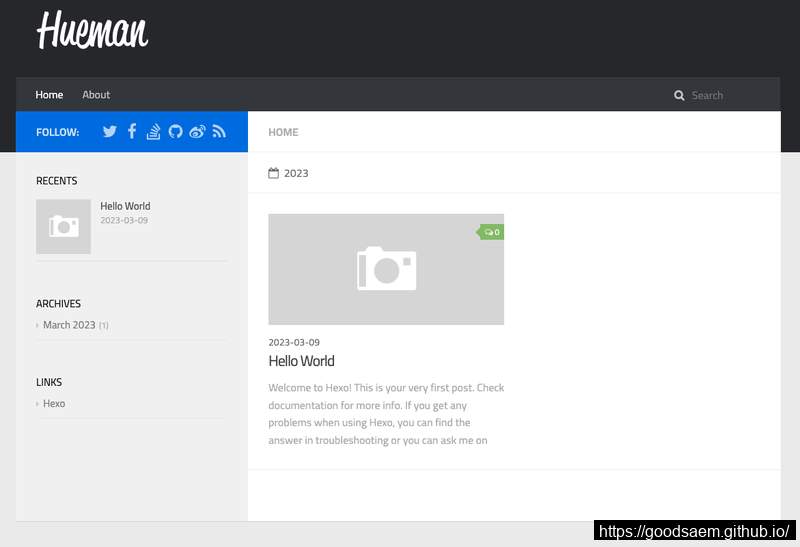 Hueman
Home
About
Search
FOLLOW:
HOME
2023
RECENTS
Hello World
2023-03-09
ARCHIVES
March 2023 (1)
LINKS
Hexo
0
2023-03-09
Hello World
Welcome to Hexo! This is your very first post. Check
documentation for more info. If you get any
problems when using Hexo, you can find the
answer in troubleshooting or you can ask me on
https://goodsaem.github.io/